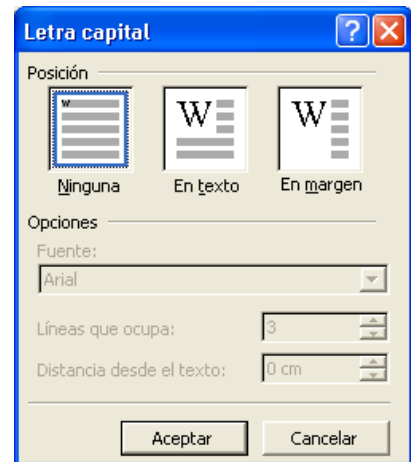 Letra capital
Posición
W W W
Ninguna En texto En margen
Opciones
Fuente:
Arial
Líneas que ocupa: 3
Distancia desde el texto: 0 cm
Aceptar Cancelar